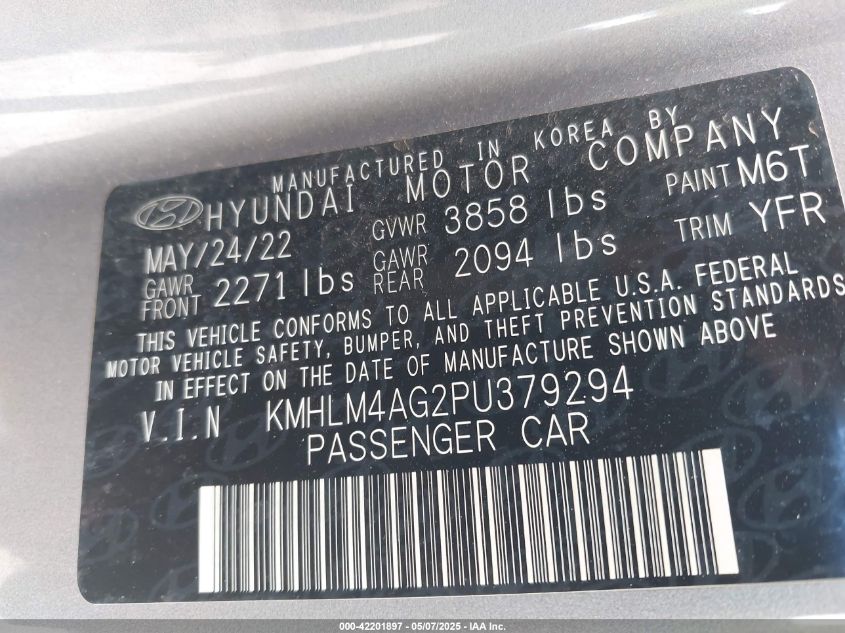 MANUFACTURED IN KOREA BY
HYUNDAI MOTOR COMPANY
MAY/24/22 GVWR 3858 lbs PAINT M6T
GAWR FRONT 2271 lbs GAWR REAR 2094 lbs TRIM YFR
THIS VEHICLE CONFORMS TO ALL APPLICABLE U.S.A. FEDERAL
MOTOR VEHICLE SAFETY, BUMPER, AND THEFT PREVENTION STANDARDS
IN EFFECT ON THE DATE OF MANUFACTURE SHOWN ABOVE
V.I.N KMHLM4AG2PU379294
PASSENGER CAR
000-42201897 - 05/07/2025 - IAA Inc.